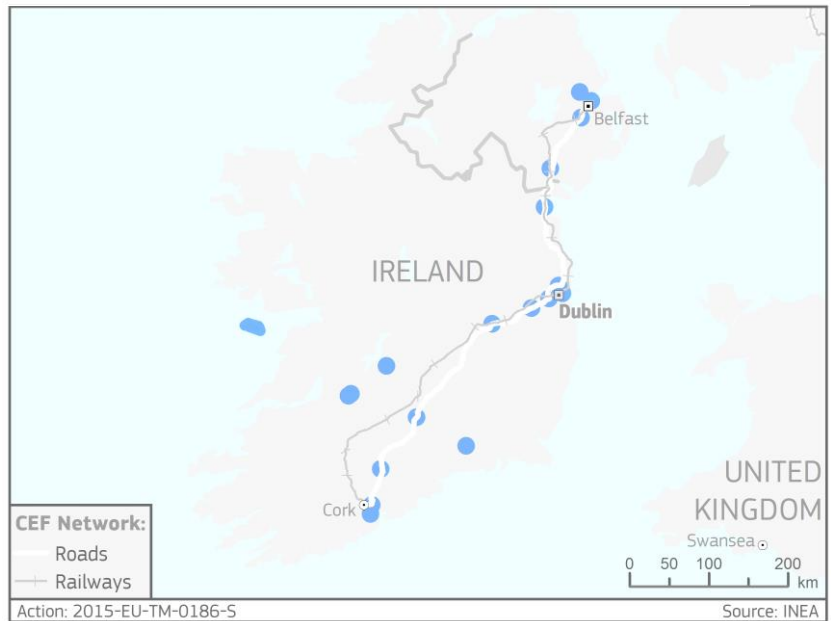 Belfast
IRELAND
Dublin
UNITED
KINGDOM
Cork
Swansea
CEF Network:
Roads
Railways
0 50 100 200
km
Action: 2015-EU-TM-0186-S
Source: INEA